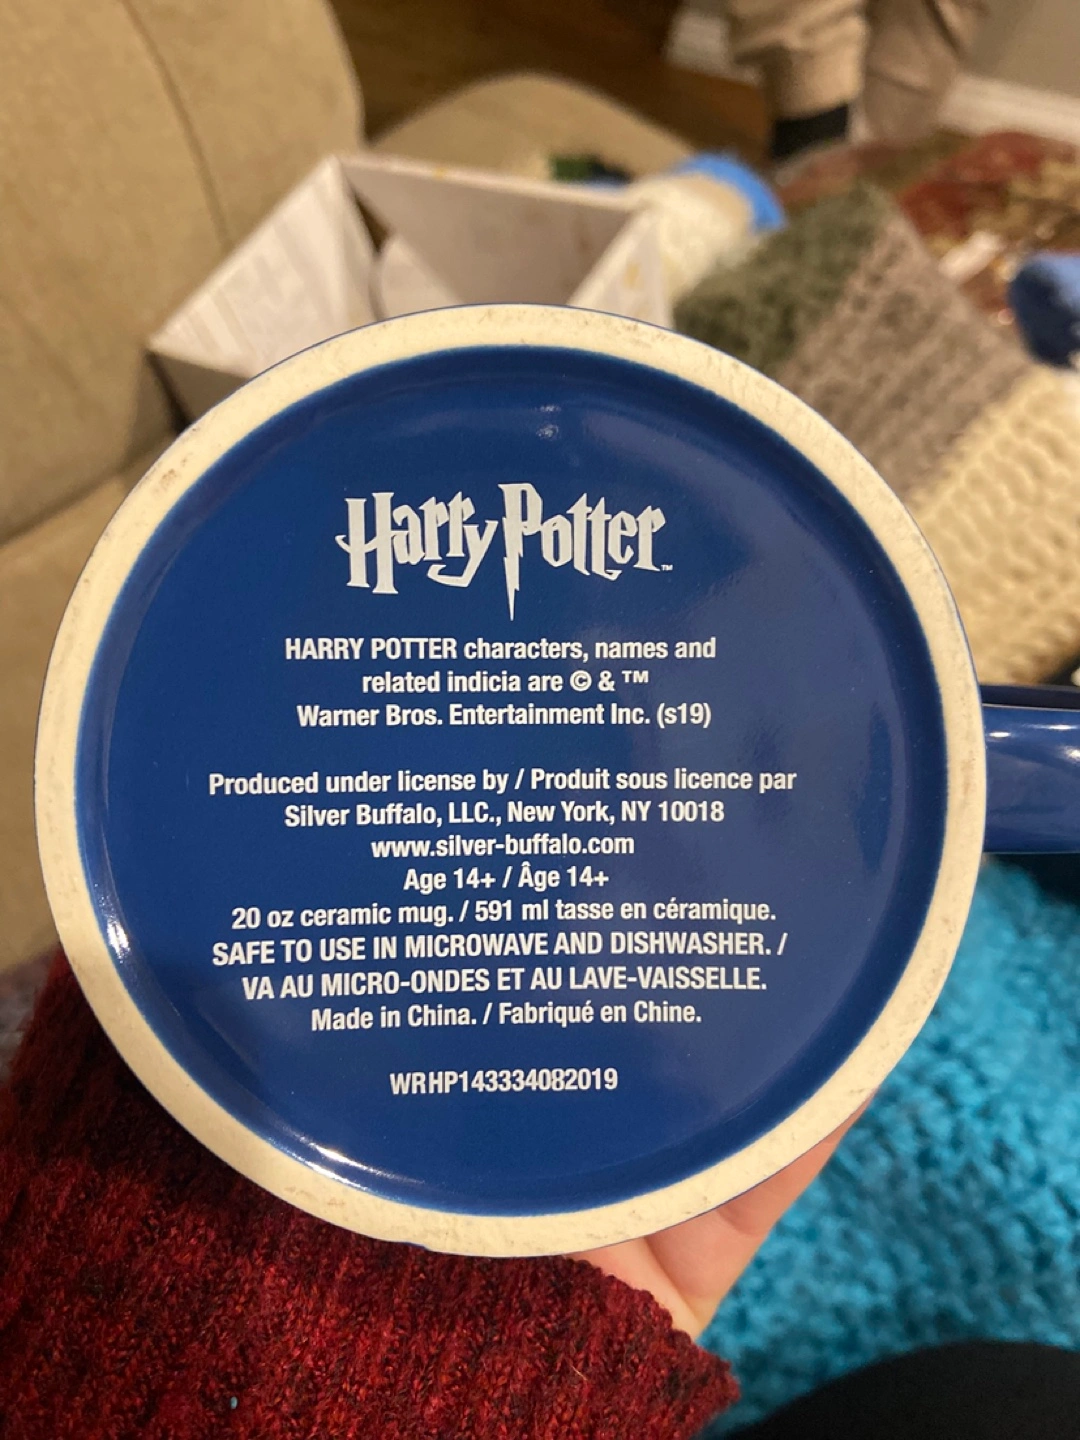 Harry Potter™
HARRY POTTER characters, names and
related indicia are © & ™
Warner Bros. Entertainment Inc. (s19)
Produced under license by / Produit sous licence par
Silver Buffalo, LLC., New York, NY 10018
www.silver-buffalo.com
Age 14+ / Âge 14+
20 oz ceramic mug. / 591 ml tasse en céramique.
SAFE TO USE IN MICROWAVE AND DISHWASHER. /
VA AU MICRO-ONDES ET AU LAVE-VAISSELLE.
Made in China. / Fabriqué en Chine.
WRHP143334082019